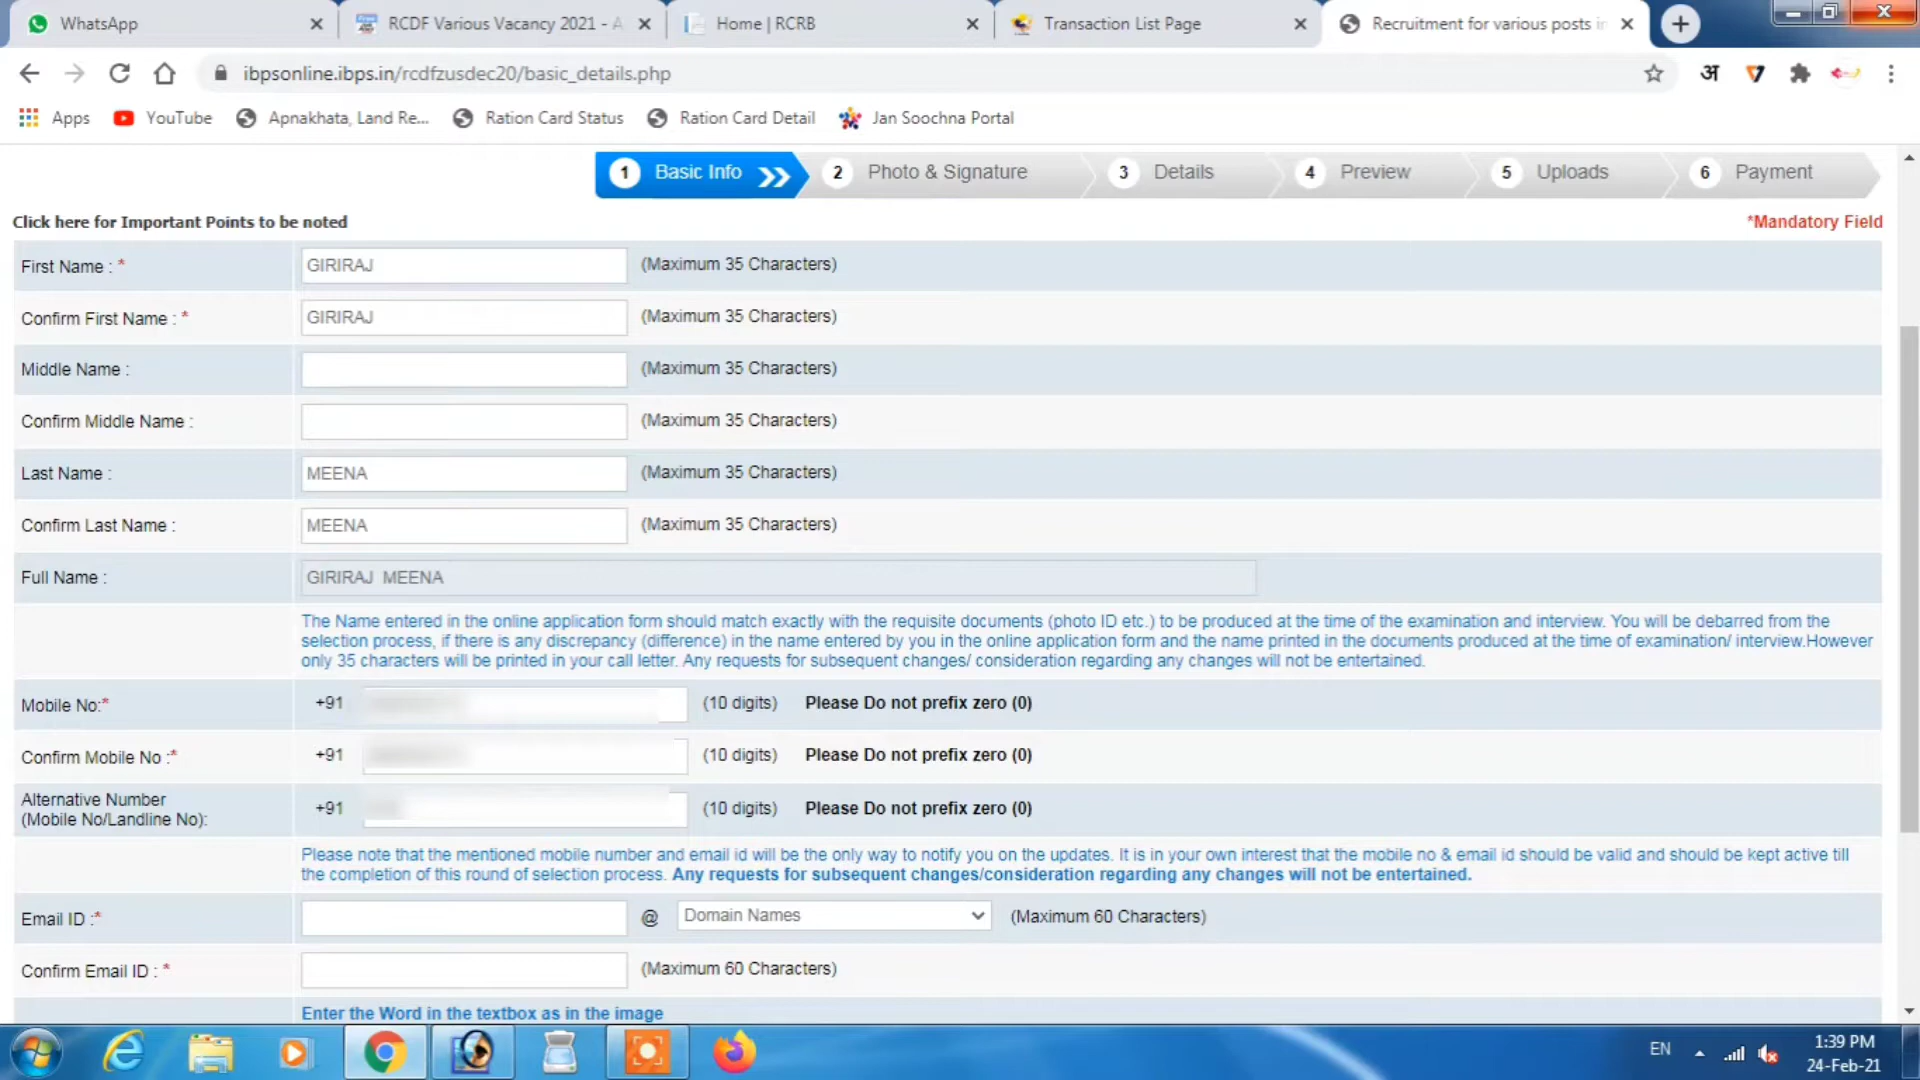 WhatsApp
RCDF Various Vacancy 2021 - A
Home | RCRB
Transaction List Page
Recruitment for various posts in
ibpsonline.ibps.in/rcdfzusdec20/basic_details.php
अ
Apps
YouTube
Apnakhata, Land Re...
Ration Card Status
Ration Card Detail
Jan Soochna Portal
1 Basic Info
2 Photo & Signature
3 Details
4 Preview
5 Uploads
6 Payment
Click here for Important Points to be noted
*Mandatory Field
First Name : * GIRIRAJ (Maximum 35 Characters)
Confirm First Name : * GIRIRAJ (Maximum 35 Characters)
Middle Name : (Maximum 35 Characters)
Confirm Middle Name : (Maximum 35 Characters)
Last Name : MEENA (Maximum 35 Characters)
Confirm Last Name : MEENA (Maximum 35 Characters)
Full Name : GIRIRAJ MEENA
The Name entered in the online application form should match exactly with the requisite documents (photo ID etc.) to be produced at the time of the examination and interview. You will be debarred from the
selection process, if there is any discrepancy (difference) in the name entered by you in the online application form and the name printed in the documents produced at the time of examination/ interview.However
only 35 characters will be printed in your call letter. Any requests for subsequent changes/ consideration regarding any changes will not be entertained.
Mobile No:* +91 (10 digits) Please Do not prefix zero (0)
Confirm Mobile No :* +91 (10 digits) Please Do not prefix zero (0)
Alternative Number
(Mobile No/Landline No): +91 (10 digits) Please Do not prefix zero (0)
Please note that the mentioned mobile number and email id will be the only way to notify you on the updates. It is in your own interest that the mobile no & email id should be valid and should be kept active till
the completion of this round of selection process. Any requests for subsequent changes/consideration regarding any changes will not be entertained.
Email ID :* @ Domain Names (Maximum 60 Characters)
Confirm Email ID : * (Maximum 60 Characters)
Enter the Word in the textbox as in the image
EN
1:39 PM
24-Feb-21